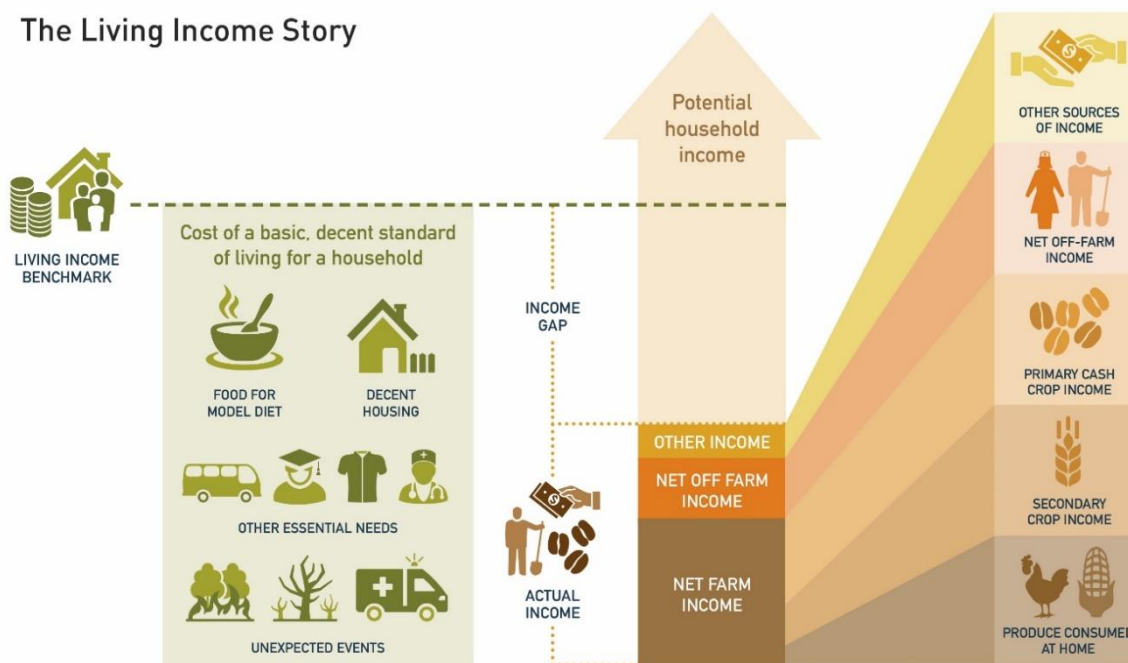 The Living Income Story
LIVING INCOME
BENCHMARK
Cost of a basic, decent standard
of living for a household
FOOD FOR
MODEL DIET
DECENT
HOUSING
OTHER ESSENTIAL NEEDS
UNEXPECTED EVENTS
INCOME
GAP
ACTUAL
INCOME
Potential
household
income
OTHER INCOME
NET OFF FARM
INCOME
NET FARM
INCOME
$
$
OTHER SOURCES
OF INCOME
NET OFF-FARM
INCOME
PRIMARY CASH
CROP INCOME
SECONDARY
CROP INCOME
PRODUCE CONSUMED
AT HOME